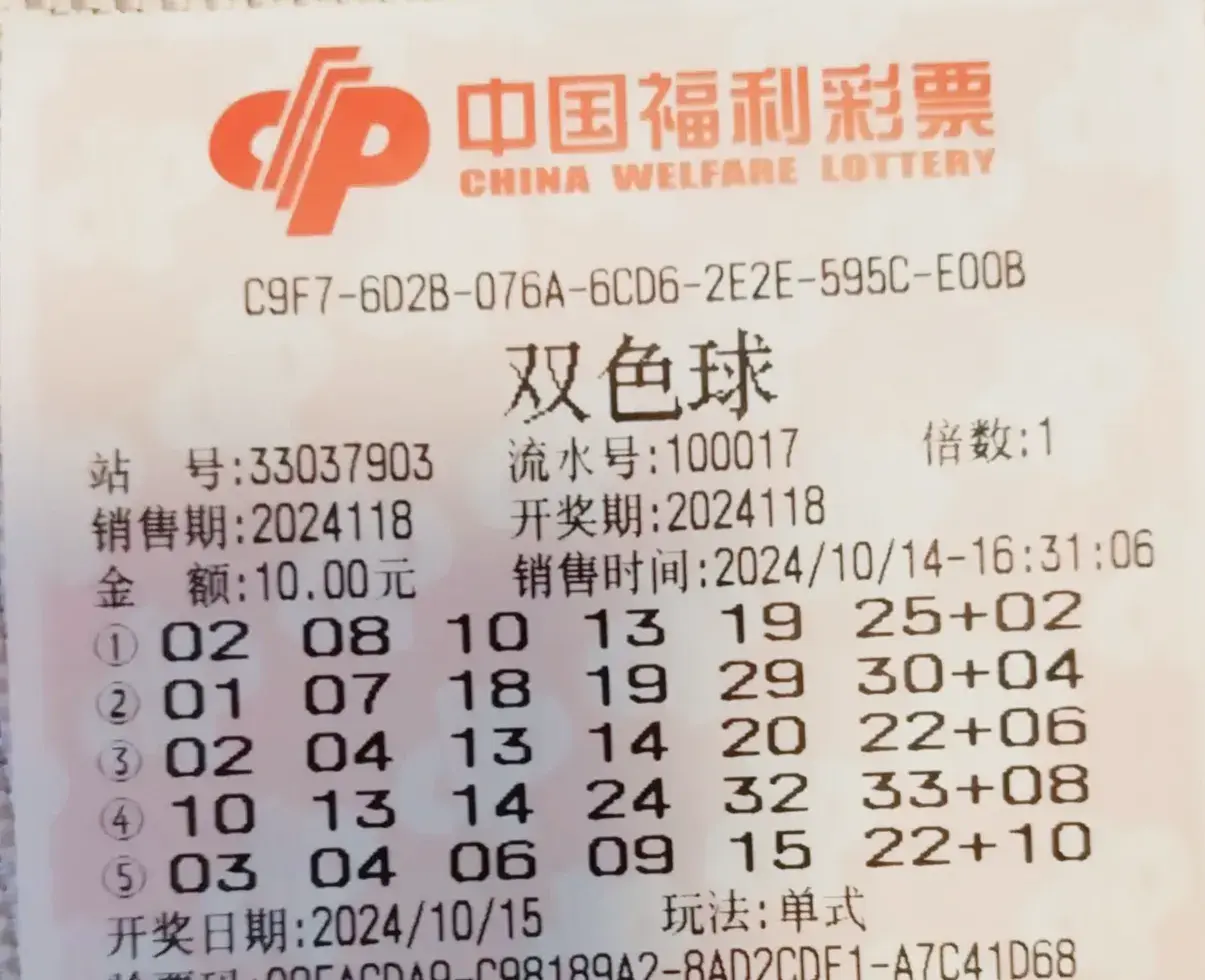 中国福利彩票
CHINA WELFARE LOTTERY
C9F7-6D2B-076A-6CD6-2E2E-595C-E00B
双色球
站 号:33037903 流水号:100017 倍数:1
销售期:2024118 开奖期:2024118
金 额:10.00元 销售时间:2024/10/14-16:31:06
① 02 08 10 13 19 25+02
② 01 07 18 19 29 30+04
③ 02 04 13 14 20 22+06
④ 10 13 14 24 32 33+08
⑤ 03 04 06 09 15 22+10
开奖日期:2024/10/15 玩法:单式